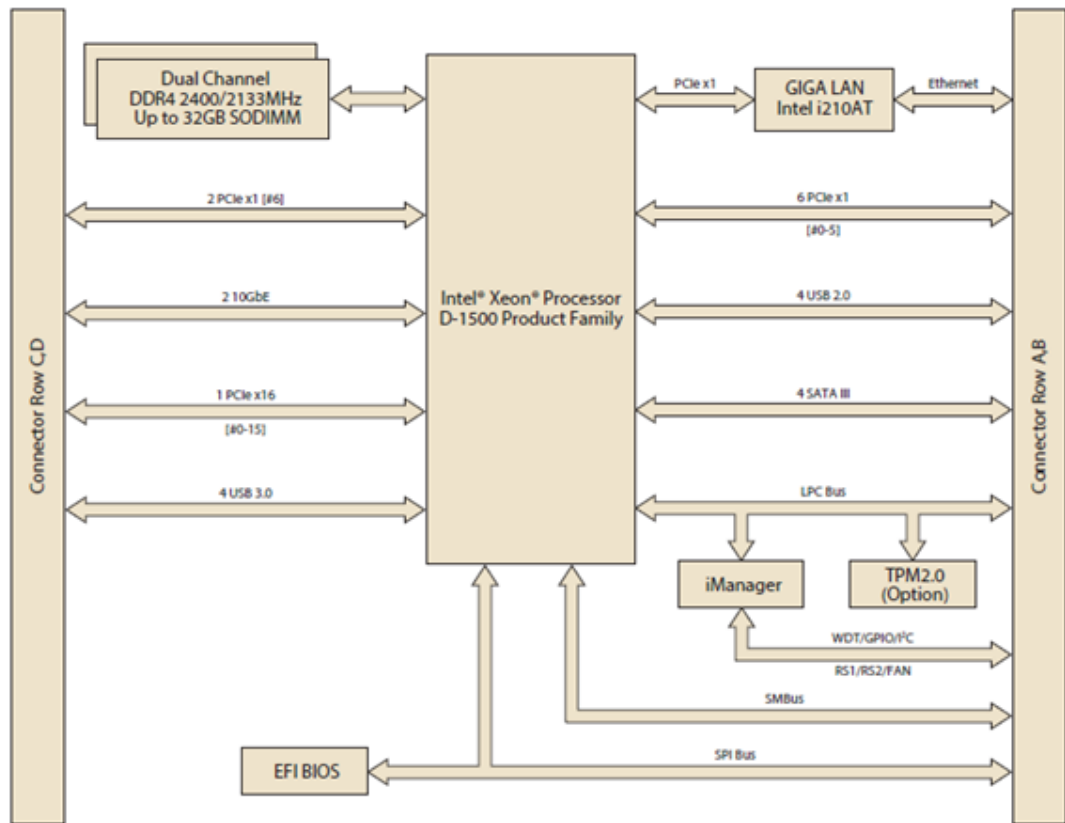 Dual Channel
DDR4 2400/2133MHz
Up to 32GB SODIMM
PCIe x1
GIGA LAN
Intel i210AT
Ethernet
2 PCIe x1 [#6]
6 PCIe x1
[#0-5]
2 10GbE
Intel® Xeon® Processor
D-1500 Product Family
4 USB 2.0
Connector Row C,D
Connector Row A,B
1 PCIe x16
[#0-15]
4 SATA III
4 USB 3.0
LPC Bus
iManager
TPM2.0
(Option)
WDT/GPIO/I²C
RS1/RS2/FAN
SMBus
EFI BIOS
SPI Bus